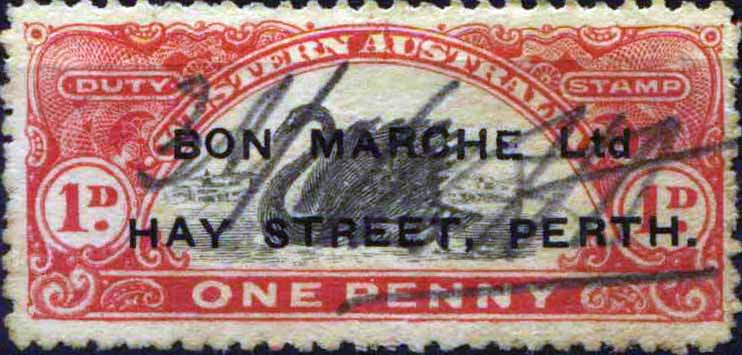 WESTERN AUSTRALIA
DUTY STAMP
BON MARCHE Ltd
1D. 1D.
HAY STREET, PERTH.
ONE PENNY